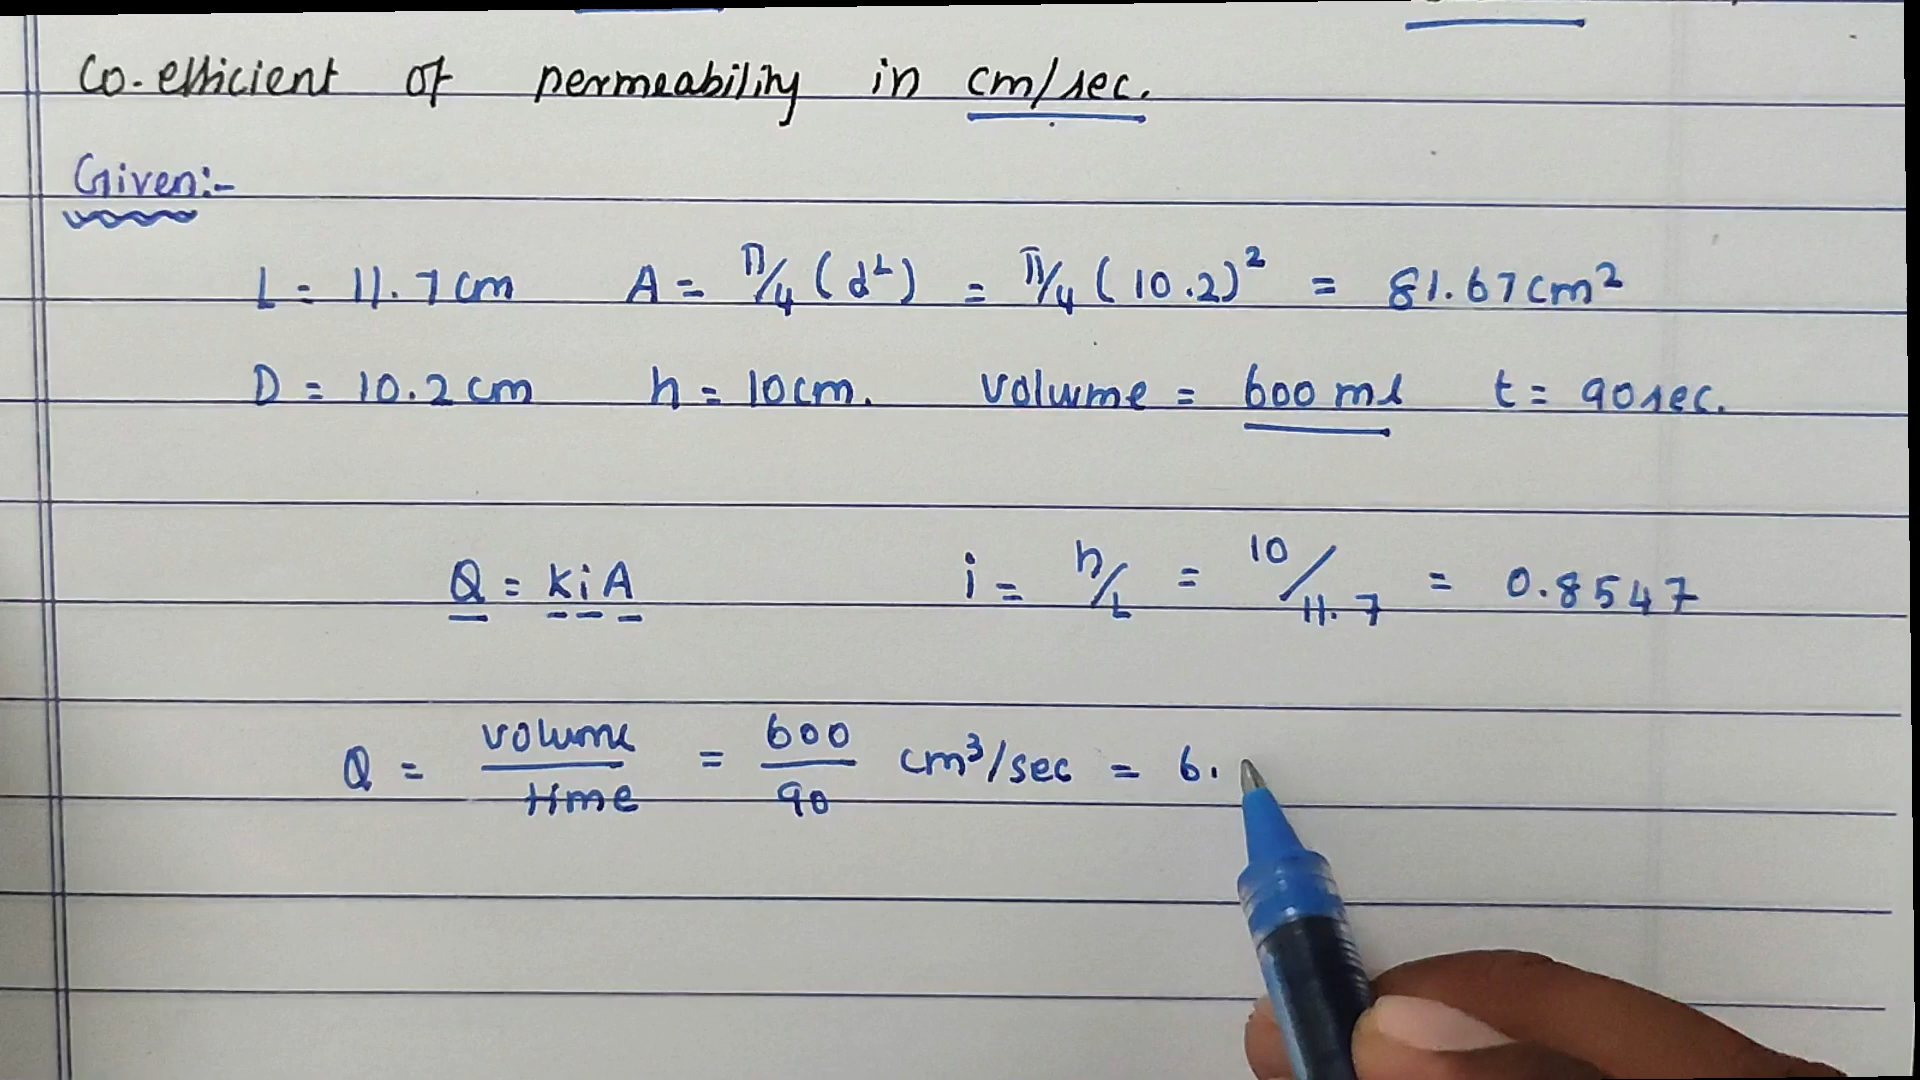 Co-efficient of permeability in cm/sec.
Given:-
L = 11.7cm A = π/4 (d²) = π/4 (10.2)² = 81.67cm²
D = 10.2cm h = 10cm. volume = 600 ml t = 90sec.
Q = kiA i = h/L = 10/11.7 = 0.8547
Q = volume/time = 600/90 cm³/sec = 6.